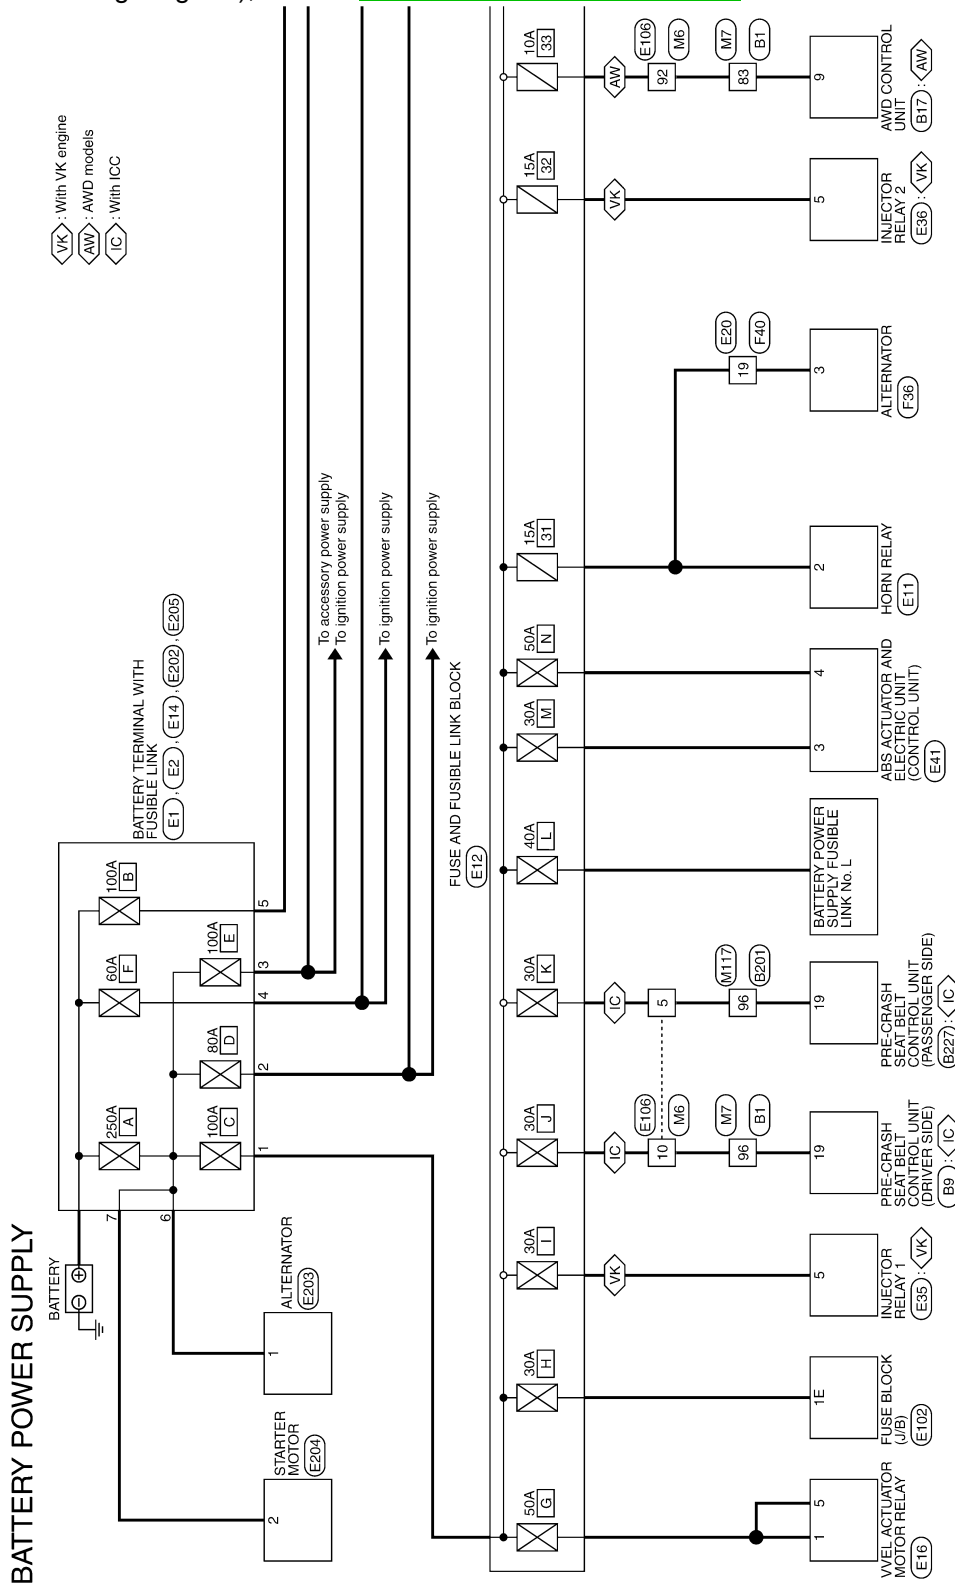 BATTERY POWER SUPPLY
VK : With VK engine
AW : AWD models
IC : With ICC
BATTERY
BATTERY TERMINAL WITH
FUSIBLE LINK
E1 , E2 , E14 , E202 , E205
250A
A
60A
F
100A
B
100A
C
80A
D
100A
E
7
6
1
2
4
3
5
STARTER
MOTOR
E204
2
ALTERNATOR
E203
1
To accessory power supply
To ignition power supply
To ignition power supply
To ignition power supply
FUSE AND FUSIBLE LINK BLOCK
E12
50A
G
30A
H
30A
I
30A
J
30A
K
40A
L
30A
M
50A
N
15A
31
15A
32
10A
33
VK
IC
IC
VK
AW
E106
10
M6
5
E106
92
M6
M7
96
B1
M117
96
B201
E20
19
F40
M7
83
B1
1
5
VVEL ACTUATOR
MOTOR RELAY
E16
1E
FUSE BLOCK
(J/B)
E102
5
INJECTOR
RELAY 1
E35 : VK
19
PRE-CRASH
SEAT BELT
CONTROL UNIT
(DRIVER SIDE)
B9 : IC
19
PRE-CRASH
SEAT BELT
CONTROL UNIT
(PASSENGER SIDE)
B227 : IC
BATTERY POWER
SUPPLY FUSIBLE
LINK No. L
3
4
ABS ACTUATOR AND
ELECTRIC UNIT
(CONTROL UNIT)
E41
2
HORN RELAY
E11
3
ALTERNATOR
F36
5
INJECTOR
RELAY 2
E36 : VK
9
AWD CONTROL
UNIT
B17 : AW